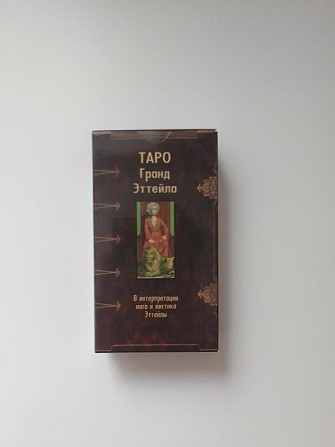 ТАРО
Гранд
Эттейла
В интерпретации
мага и мистика
Эттейлы